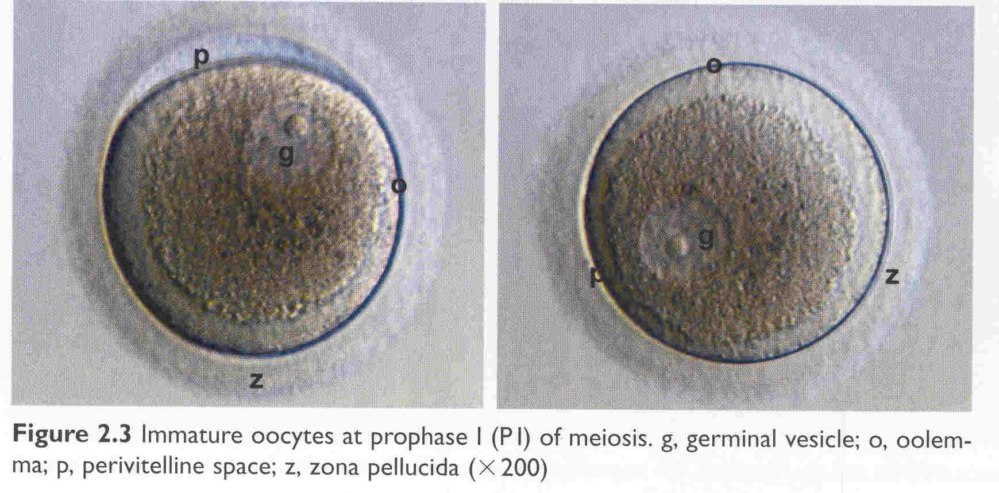 p
g
o
z
o
g
p
z
Figure 2.3 Immature oocytes at prophase I (PI) of meiosis. g, germinal vesicle; o, oolem-
ma; p, perivitelline space; z, zona pellucida (×200)